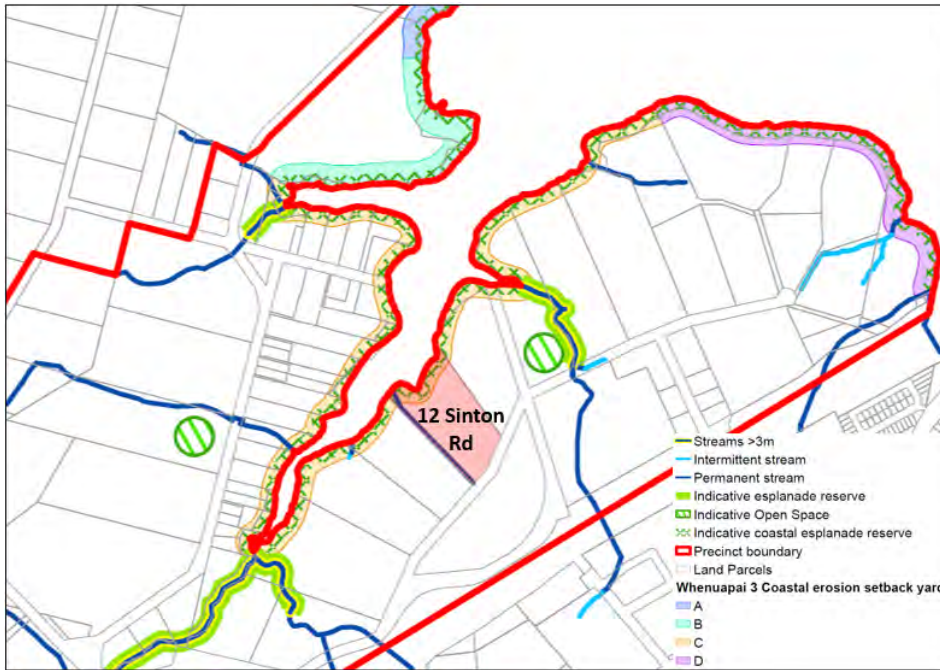 12 Sinton
Rd
Streams >3m
Intermittent stream
Permanent stream
Indicative esplanade reserve
Indicative Open Space
Indicative coastal esplanade reserve
Precinct boundary
Land Parcels
Whenuapai 3 Coastal erosion setback yard
A
B
C
D